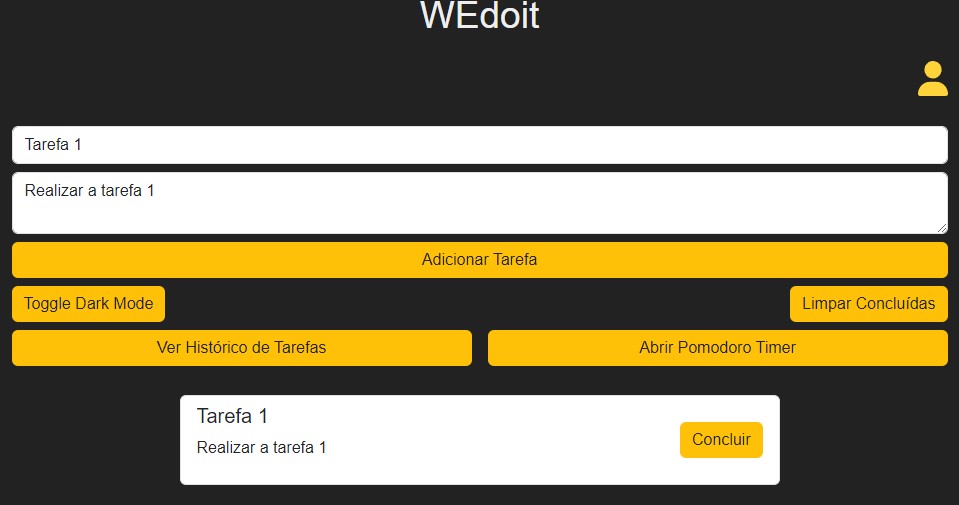 WEdoit
Tarefa 1
Realizar a tarefa 1
Adicionar Tarefa
Toggle Dark Mode
Limpar Concluídas
Ver Histórico de Tarefas
Abrir Pomodoro Timer
Tarefa 1
Realizar a tarefa 1
Concluir